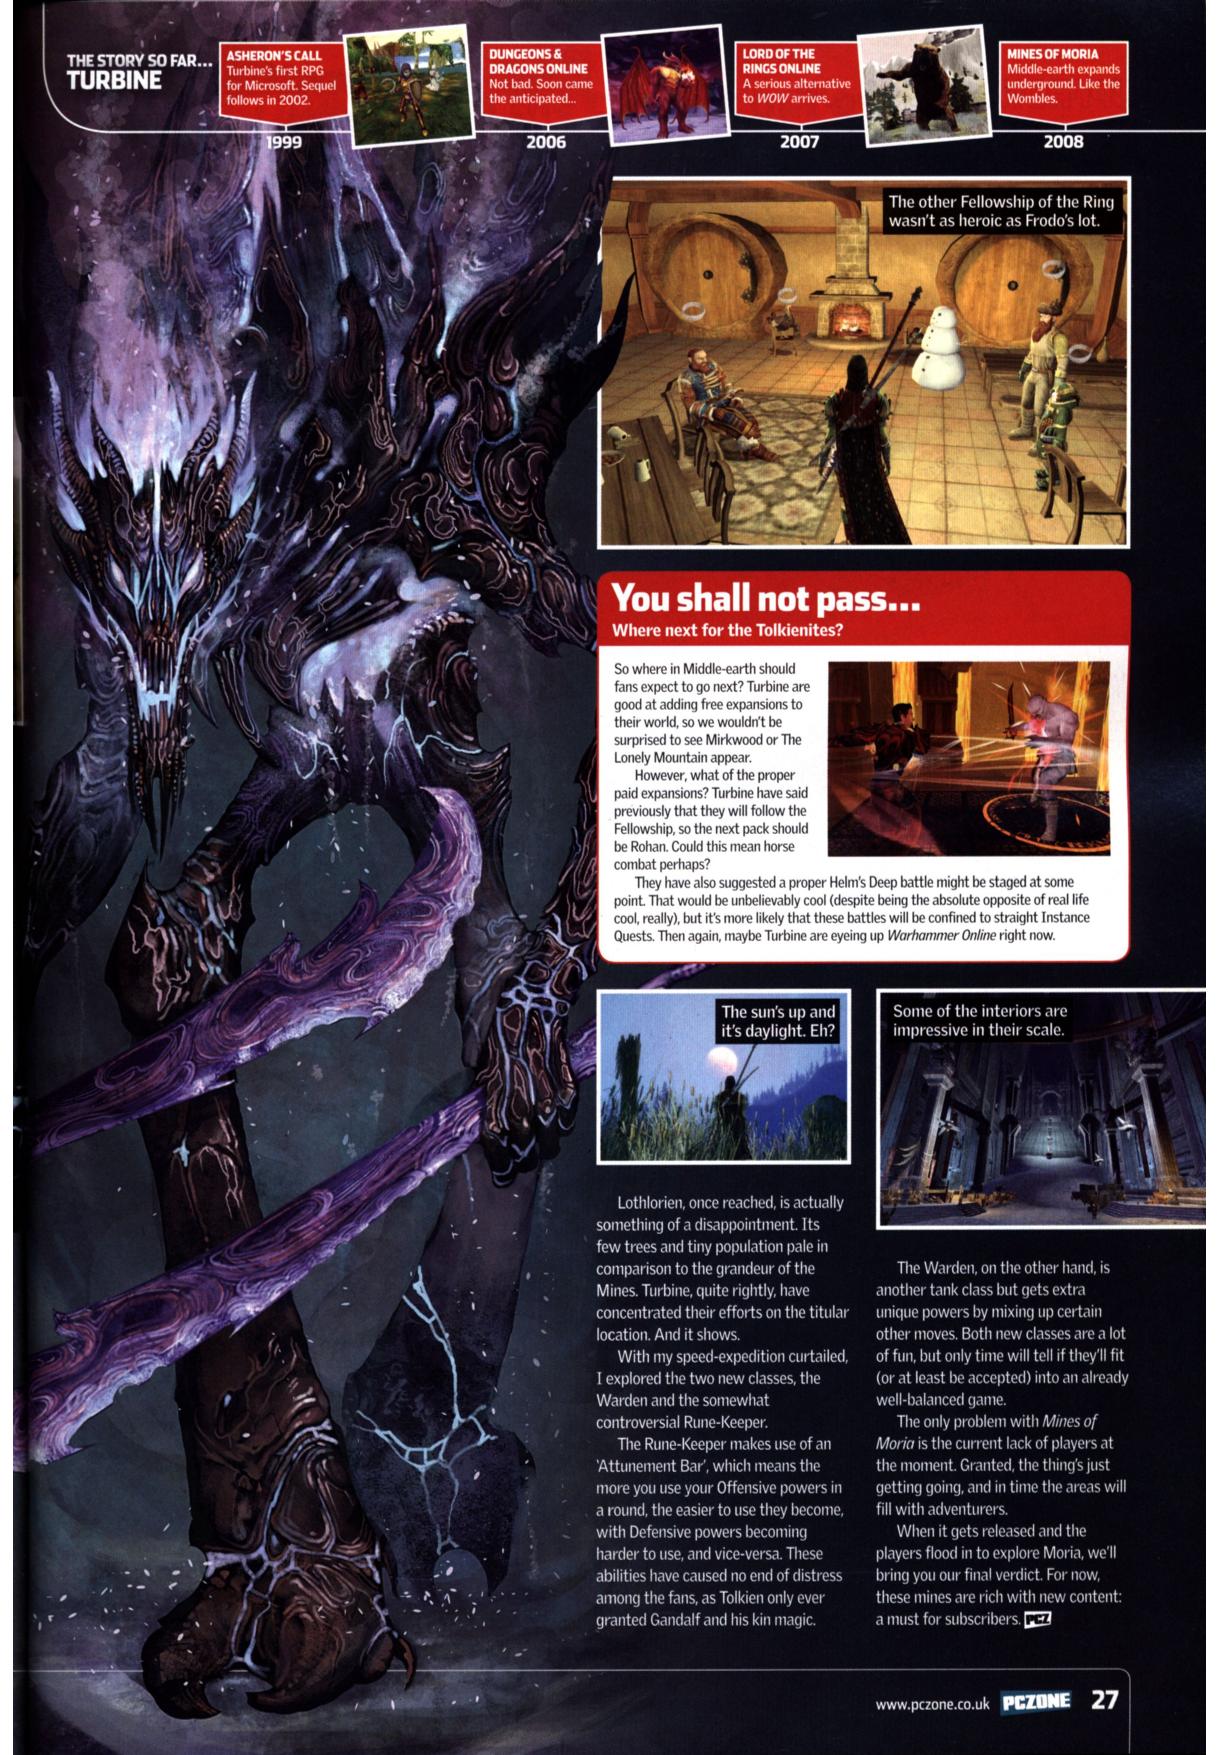 THE STORY SO FAR...
TURBINE
ASHERON'S CALL
Turbine's first RPG
for Microsoft. Sequel
follows in 2002.
1999
DUNGEONS &
DRAGONS ONLINE
Not bad. Soon came
the anticipated...
2006
LORD OF THE
RINGS ONLINE
A serious alternative
to WOW arrives.
2007
MINES OF MORIA
Middle-earth expands
underground. Like the
Wombles.
2008
The other Fellowship of the Ring
wasn't as heroic as Frodo's lot.
You shall not pass...
Where next for the Tolkienites?
So where in Middle-earth should
fans expect to go next? Turbine are
good at adding free expansions to
their world, so we wouldn't be
surprised to see Mirkwood or The
Lonely Mountain appear.
However, what of the proper
paid expansions? Turbine have said
previously that they will follow the
Fellowship, so the next pack should
be Rohan. Could this mean horse
combat perhaps?
They have also suggested a proper Helm's Deep battle might be staged at some
point. That would be unbelievably cool (despite being the absolute opposite of real life
cool, really), but it's more likely that these battles will be confined to straight Instance
Quests. Then again, maybe Turbine are eyeing up Warhammer Online right now.
The sun's up and
it's daylight. Eh?
Some of the interiors are
impressive in their scale.
Lothlorien, once reached, is actually
something of a disappointment. Its
few trees and tiny population pale in
comparison to the grandeur of the
Mines. Turbine, quite rightly, have
concentrated their efforts on the titular
location. And it shows.
With my speed-expedition curtailed,
I explored the two new classes, the
Warden and the somewhat
controversial Rune-Keeper.
The Rune-Keeper makes use of an
'Attunement Bar', which means the
more you use your Offensive powers in
a round, the easier to use they become,
with Defensive powers becoming
harder to use, and vice-versa. These
abilities have caused no end of distress
among the fans, as Tolkien only ever
granted Gandalf and his kin magic.
The Warden, on the other hand, is
another tank class but gets extra
unique powers by mixing up certain
other moves. Both new classes are a lot
of fun, but only time will tell if they'll fit
(or at least be accepted) into an already
well-balanced game.
The only problem with Mines of
Moria is the current lack of players at
the moment. Granted, the thing's just
getting going, and in time the areas will
fill with adventurers.
When it gets released and the
players flood in to explore Moria, we'll
bring you our final verdict. For now,
these mines are rich with new content:
a must for subscribers. PCZ
www.pczone.co.uk PCZONE 27